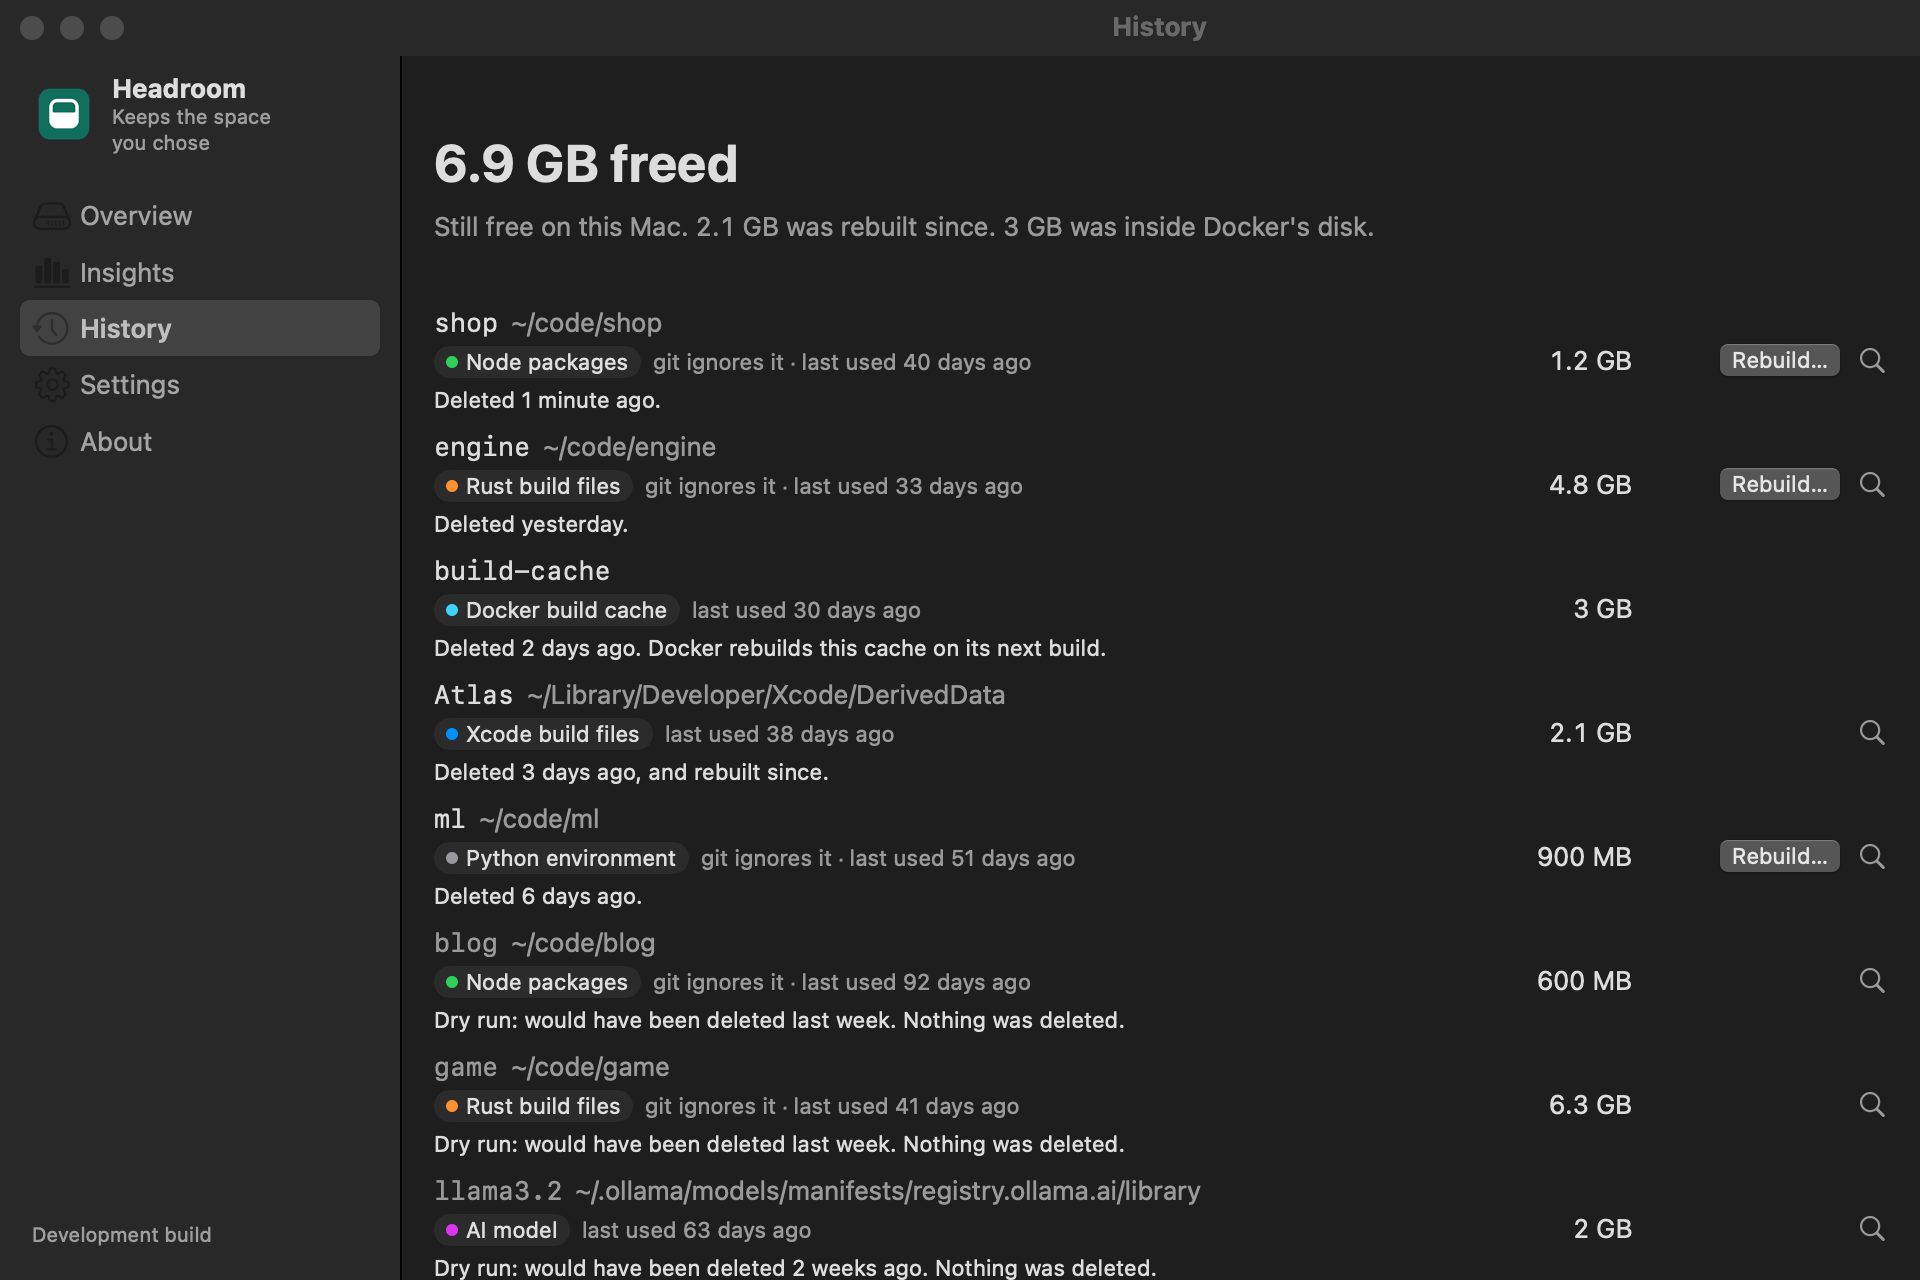 History
Headroom
Keeps the space
you chose
Overview
Insights
History
Settings
About
Development build
6.9 GB freed
Still free on this Mac. 2.1 GB was rebuilt since. 3 GB was inside Docker's disk.
shop ~/code/shop
Node packages git ignores it · last used 40 days ago 1.2 GB Rebuild...
Deleted 1 minute ago.
engine ~/code/engine
Rust build files git ignores it · last used 33 days ago 4.8 GB Rebuild...
Deleted yesterday.
build-cache
Docker build cache last used 30 days ago 3 GB
Deleted 2 days ago. Docker rebuilds this cache on its next build.
Atlas ~/Library/Developer/Xcode/DerivedData
Xcode build files last used 38 days ago 2.1 GB
Deleted 3 days ago, and rebuilt since.
ml ~/code/ml
Python environment git ignores it · last used 51 days ago 900 MB Rebuild...
Deleted 6 days ago.
blog ~/code/blog
Node packages git ignores it · last used 92 days ago 600 MB
Dry run: would have been deleted last week. Nothing was deleted.
game ~/code/game
Rust build files git ignores it · last used 41 days ago 6.3 GB
Dry run: would have been deleted last week. Nothing was deleted.
llama3.2 ~/.ollama/models/manifests/registry.ollama.ai/library
AI model last used 63 days ago 2 GB
Dry run: would have been deleted 2 weeks ago. Nothing was deleted.